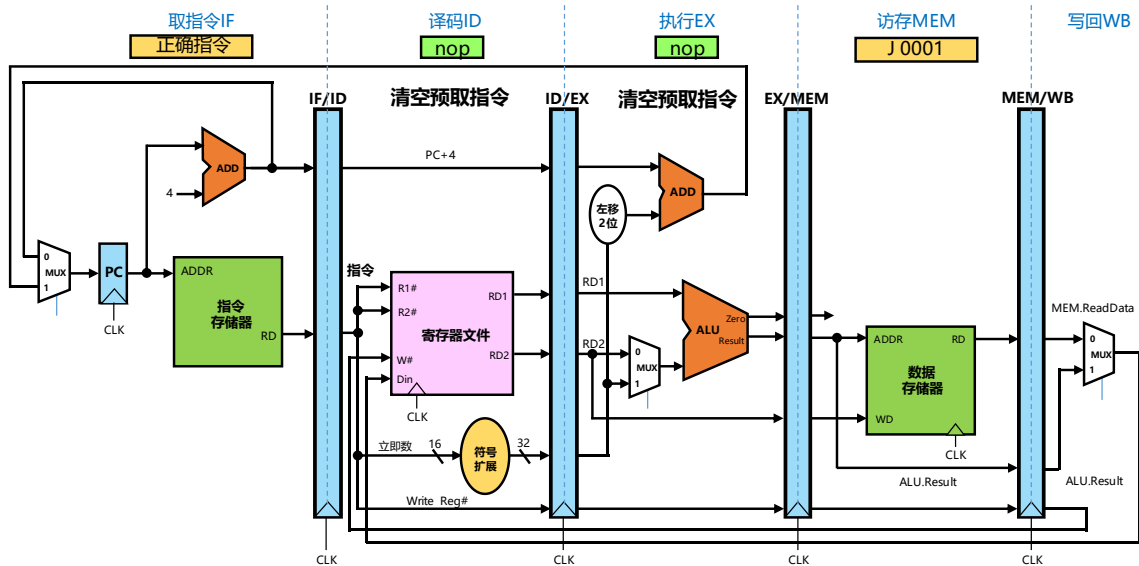 取指令IF
译码ID
执行EX
访存MEM
写回WB
正确指令
nop
nop
J 0001
IF/ID
清空预取指令
ID/EX
清空预取指令
EX/MEM
MEM/WB
ADD
4
PC+4
左移
2位
ADD
0
MUX
1
PC
CLK
ADDR
指令
存储器
RD
指令
R1#
R2#
W#
Din
寄存器文件
RD1
RD2
CLK
RD1
RD2
0
MUX
1
ALU
Zero
Result
ADDR
RD
数据
存储器
WD
CLK
MEM.ReadData
0
MUX
1
立即数
16
符号
扩展
32
ALU.Result
ALU.Result
Write Reg#
CLK
CLK
CLK
CLK